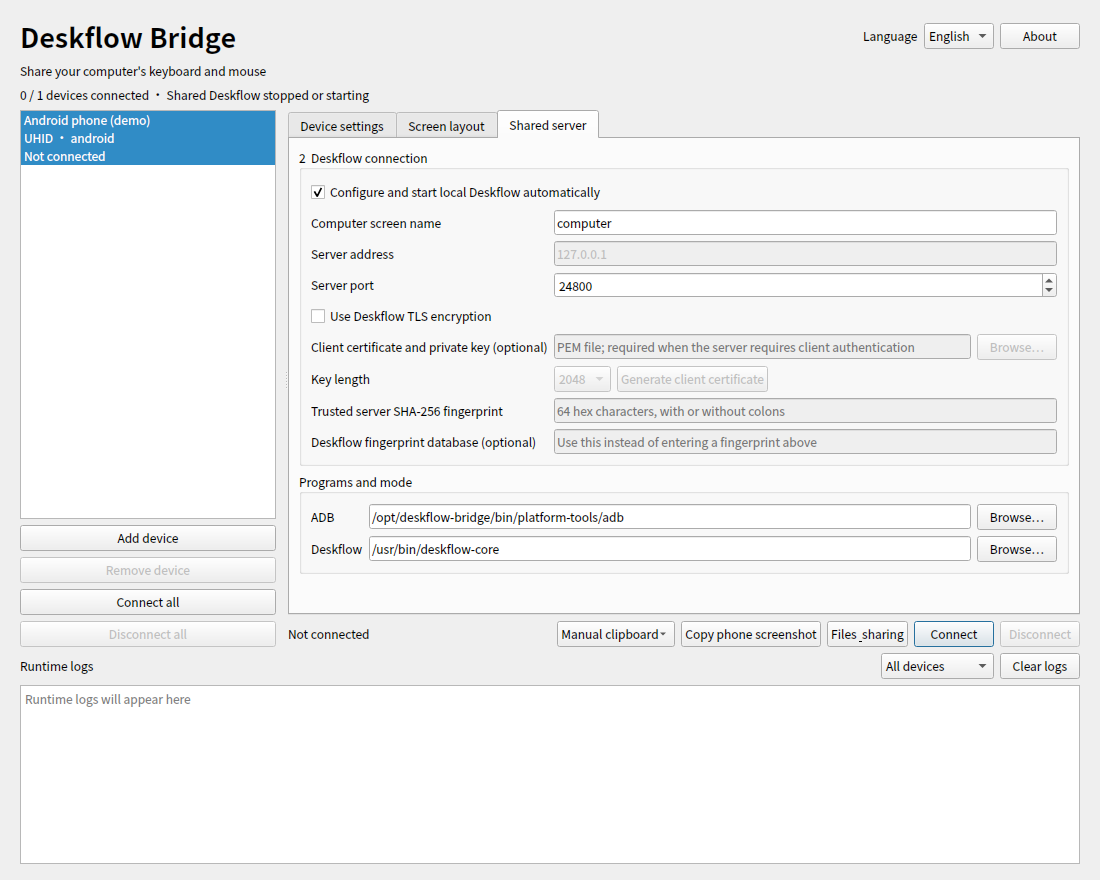 Deskflow Bridge
Language English About
Share your computer's keyboard and mouse
0 / 1 devices connected · Shared Deskflow stopped or starting
Android phone (demo)
UHID · android
Not connected
Add device
Remove device
Connect all
Disconnect all
Device settings Screen layout Shared server
2 Deskflow connection
Configure and start local Deskflow automatically
Computer screen name computer
Server address 127.0.0.1
Server port 24800
Use Deskflow TLS encryption
Client certificate and private key (optional) PEM file; required when the server requires client authentication Browse...
Key length 2048 Generate client certificate
Trusted server SHA-256 fingerprint 64 hex characters, with or without colons
Deskflow fingerprint database (optional) Use this instead of entering a fingerprint above
Programs and mode
ADB /opt/deskflow-bridge/bin/platform-tools/adb Browse...
Deskflow /usr/bin/deskflow-core Browse...
Not connected Manual clipboard Copy phone screenshot Files_sharing Connect Disconnect
Runtime logs All devices Clear logs
Runtime logs will appear here